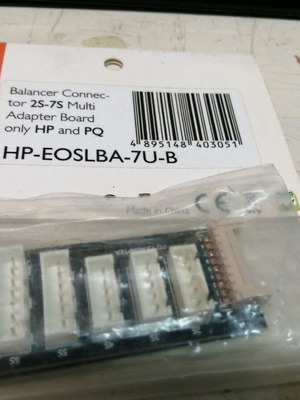 Balancer Connec-
tor 2S-7S Multi
Adapter Board
only HP and PQ
4 895148 403051
HP-EOSLBA-7U-B
Made in China CE